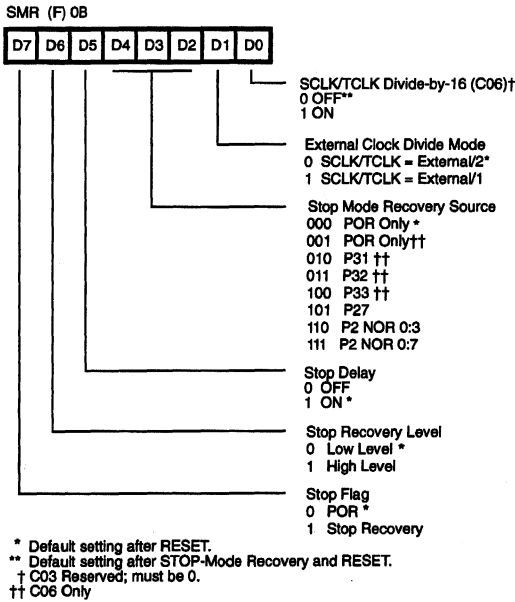 SMR (F) 0B
D7 D6 D5 D4 D3 D2 D1 D0
SCLK/TCLK Divide-by-16 (C06)†
0 OFF**
1 ON
External Clock Divide Mode
0 SCLK/TCLK = External/2*
1 SCLK/TCLK = External/1
Stop Mode Recovery Source
000 POR Only *
001 POR Only††
010 P31 ††
011 P32 ††
100 P33 ††
101 P27
110 P2 NOR 0:3
111 P2 NOR 0:7
Stop Delay
0 OFF
1 ON *
Stop Recovery Level
0 Low Level *
1 High Level
Stop Flag
0 POR *
1 Stop Recovery
* Default setting after RESET.
** Default setting after STOP-Mode Recovery and RESET.
† C03 Reserved; must be 0.
†† C06 Only